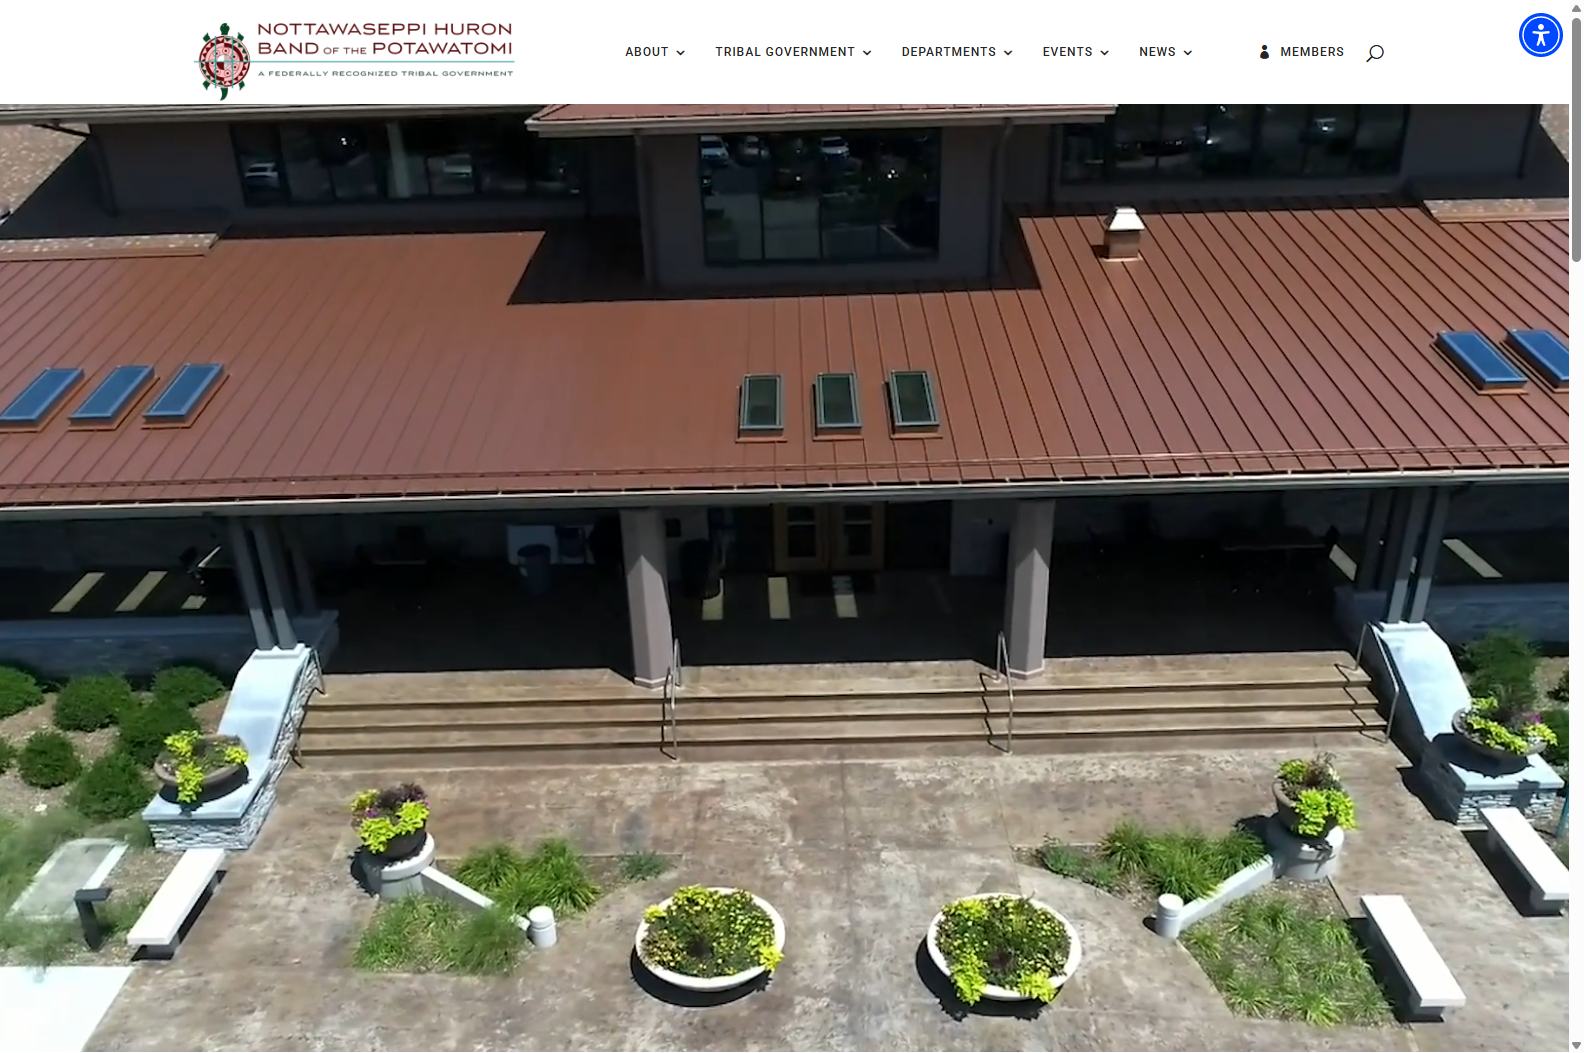 NOTTAWASEPPI HURON
BAND OF THE POTAWATOMI
A FEDERALLY RECOGNIZED TRIBAL GOVERNMENT
ABOUT
TRIBAL GOVERNMENT
DEPARTMENTS
EVENTS
NEWS
MEMBERS